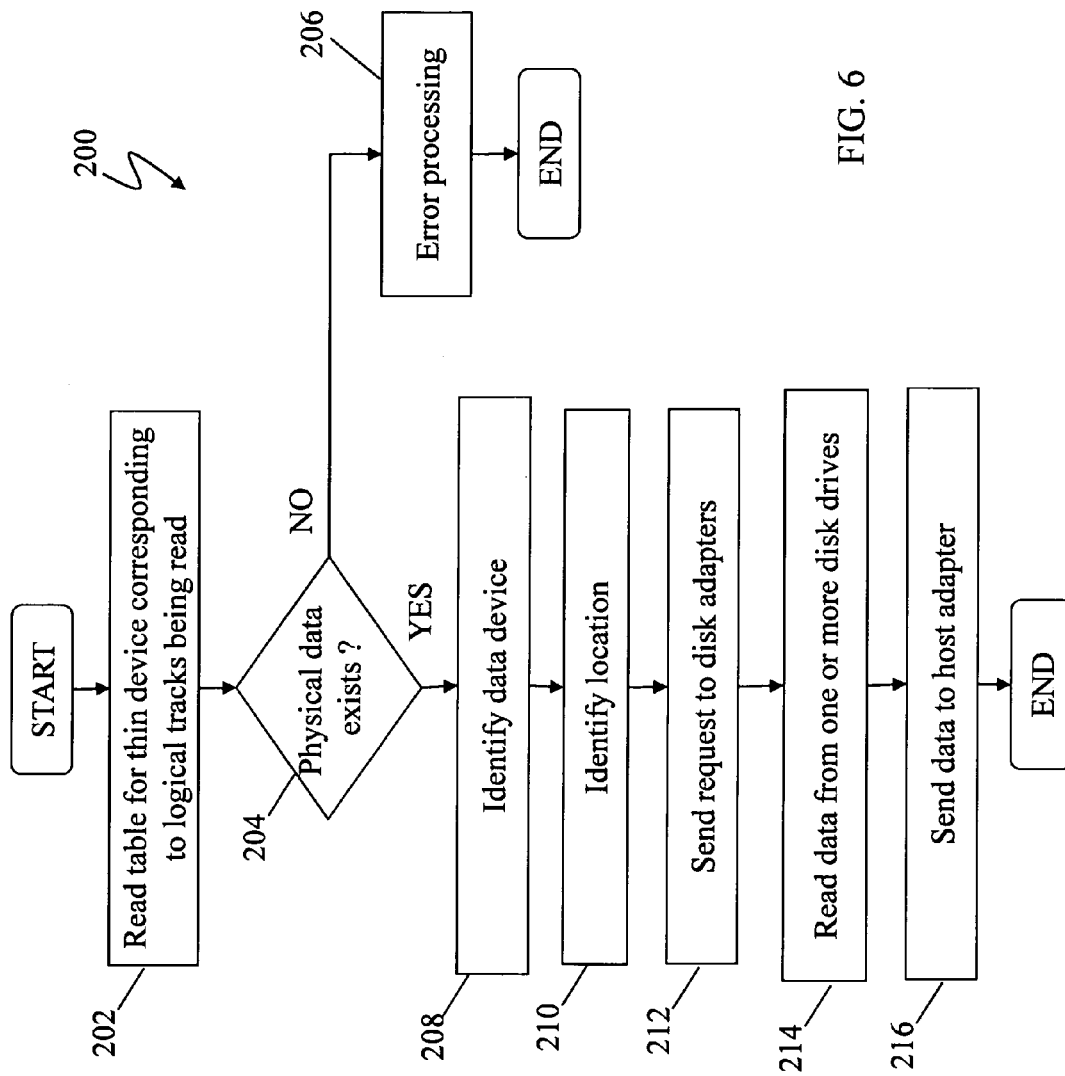 200
START
202
Read table for thin device corresponding
to logical tracks being read
204
Physical data
exists ?
NO
YES
206
Error processing
END
208
Identify data device
210
Identify location
212
Send request to disk adapters
214
Read data from one or more disk drives
216
Send data to host adapter
END
FIG. 6